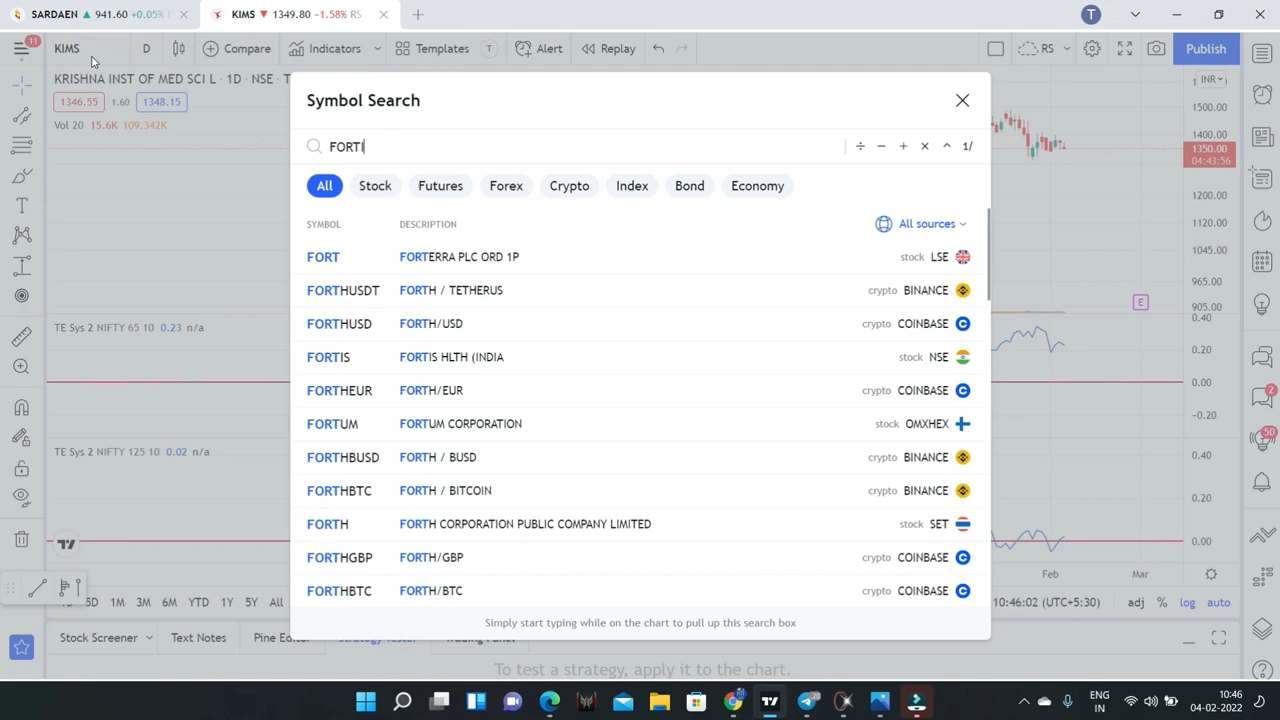 SARDAEN ▲ 941.60 +0.05%
KIMS ▼ 1349.80 −1.58% RS
T
11
KIMS D Compare Indicators Templates T Alert Replay RS Publish
KRISHNA INST OF MED SCI L · 1D · NSE · T
INR
1346.55 1.60 1348.15
Vol 20 15.6K 109.342K
Symbol Search
FORTI
÷ − + × 1/
All Stock Futures Forex Crypto Index Bond Economy
SYMBOL DESCRIPTION All sources
FORT FORTERRA PLC ORD 1P stock LSE
FORTHUSDT FORTH / TETHERUS crypto BINANCE
FORTHUSD FORTH/USD crypto COINBASE
FORTIS FORTIS HLTH (INDIA stock NSE
FORTHEUR FORTH/EUR crypto COINBASE
FORTUM FORTUM CORPORATION stock OMXHEX
FORTHBUSD FORTH / BUSD crypto BINANCE
FORTHBTC FORTH / BITCOIN crypto BINANCE
FORTH FORTH CORPORATION PUBLIC COMPANY LIMITED stock SET
FORTHGBP FORTH/GBP crypto COINBASE
FORTHBTC FORTH/BTC crypto COINBASE
Simply start typing while on the chart to pull up this search box
1500.00
1400.00
1350.00
04:43:56
1200.00
1120.00
1045.00
965.00
905.00
E
TE Sys 2 NIFTY 65 10 0.23 n/a
0.40
0.20
0.00
−0.20
TE Sys 2 NIFTY 125 10 0.02 n/a
0.40
0.20
0.00
2
50
Feb Mar
5D 1M 3M 6M YTD 1Y 5Y All
10:46:02 (UTC+5:30) adj % log auto
Stock Screener Text Notes Pine Editor Strategy Tester Trading Panel
To test a strategy, apply it to the chart.
ENG
IN
10:46
04-02-2022